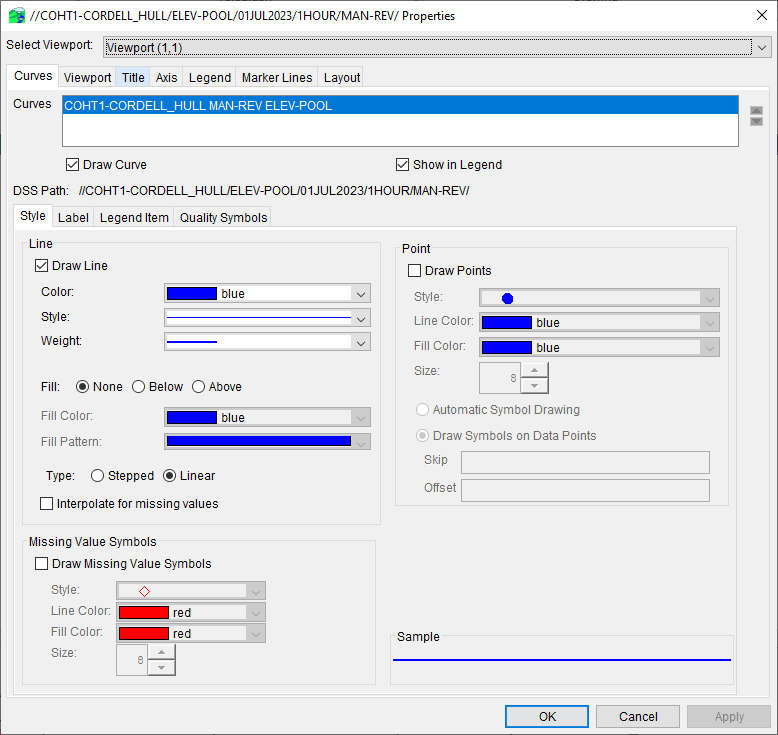 //COHT1-CORDELL_HULL/ELEV-POOL/01JUL2023/1HOUR/MAN-REV/ Properties
Select Viewport: Viewport (1,1)
Curves Viewport Title Axis Legend Marker Lines Layout
Curves COHT1-CORDELL_HULL MAN-REV ELEV-POOL
Draw Curve Show in Legend
DSS Path: //COHT1-CORDELL_HULL/ELEV-POOL/01JUL2023/1HOUR/MAN-REV/
Style Label Legend Item Quality Symbols
Line
Draw Line
Color: blue
Style:
Weight:
Fill: None Below Above
Fill Color: blue
Fill Pattern:
Type: Stepped Linear
Interpolate for missing values
Point
Draw Points
Style:
Line Color: blue
Fill Color: blue
Size: 8
Automatic Symbol Drawing
Draw Symbols on Data Points
Skip
Offset
Missing Value Symbols
Draw Missing Value Symbols
Style:
Line Color: red
Fill Color: red
Size: 8
Sample
OK Cancel Apply